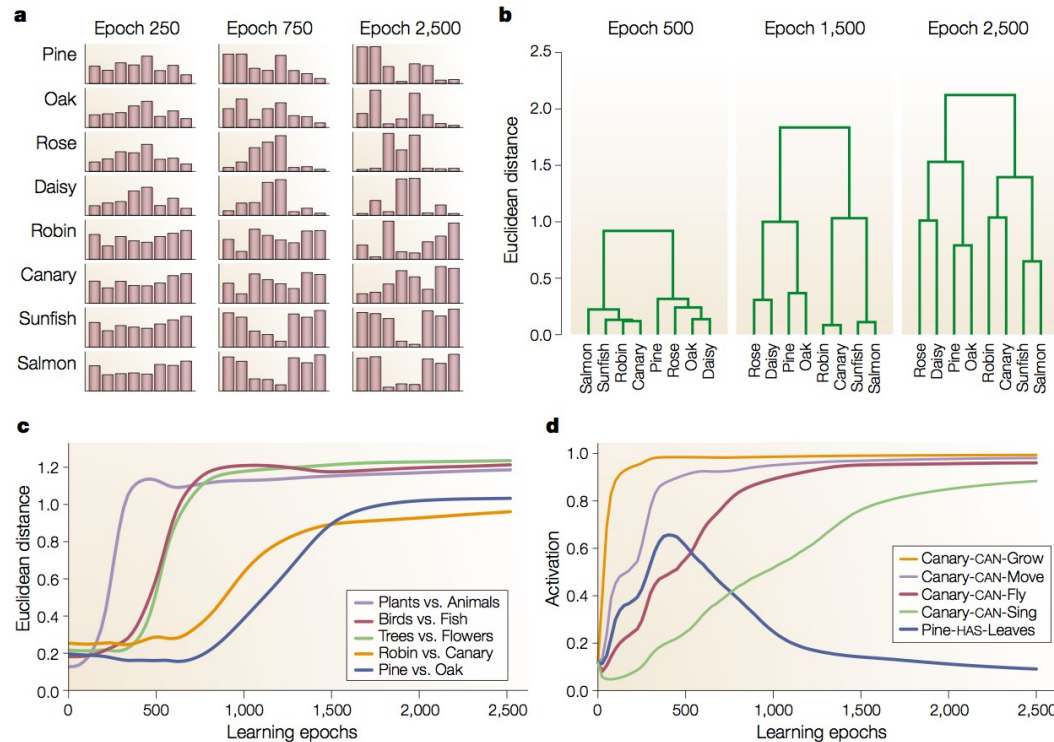 a
Epoch 250
Epoch 750
Epoch 2,500
Pine
Oak
Rose
Daisy
Robin
Canary
Sunfish
Salmon
b
Epoch 500
Epoch 1,500
Epoch 2,500
Euclidean distance
2.5
2.0
1.5
1.0
0.5
0.0
Salmon
Sunfish
Robin
Canary
Pine
Rose
Oak
Daisy
Rose
Daisy
Pine
Oak
Robin
Canary
Sunfish
Salmon
Rose
Daisy
Pine
Oak
Robin
Canary
Sunfish
Salmon
c
Euclidean distance
1.2
1.0
0.8
0.6
0.4
0.2
0.0
Plants vs. Animals
Birds vs. Fish
Trees vs. Flowers
Robin vs. Canary
Pine vs. Oak
0
500
1,000
1,500
2,000
2,500
Learning epochs
d
Activation
1.0
0.8
0.6
0.4
0.2
0.0
Canary-CAN-Grow
Canary-CAN-Move
Canary-CAN-Fly
Canary-CAN-Sing
Pine-HAS-Leaves
0
500
1,000
1,500
2,000
2,500
Learning epochs